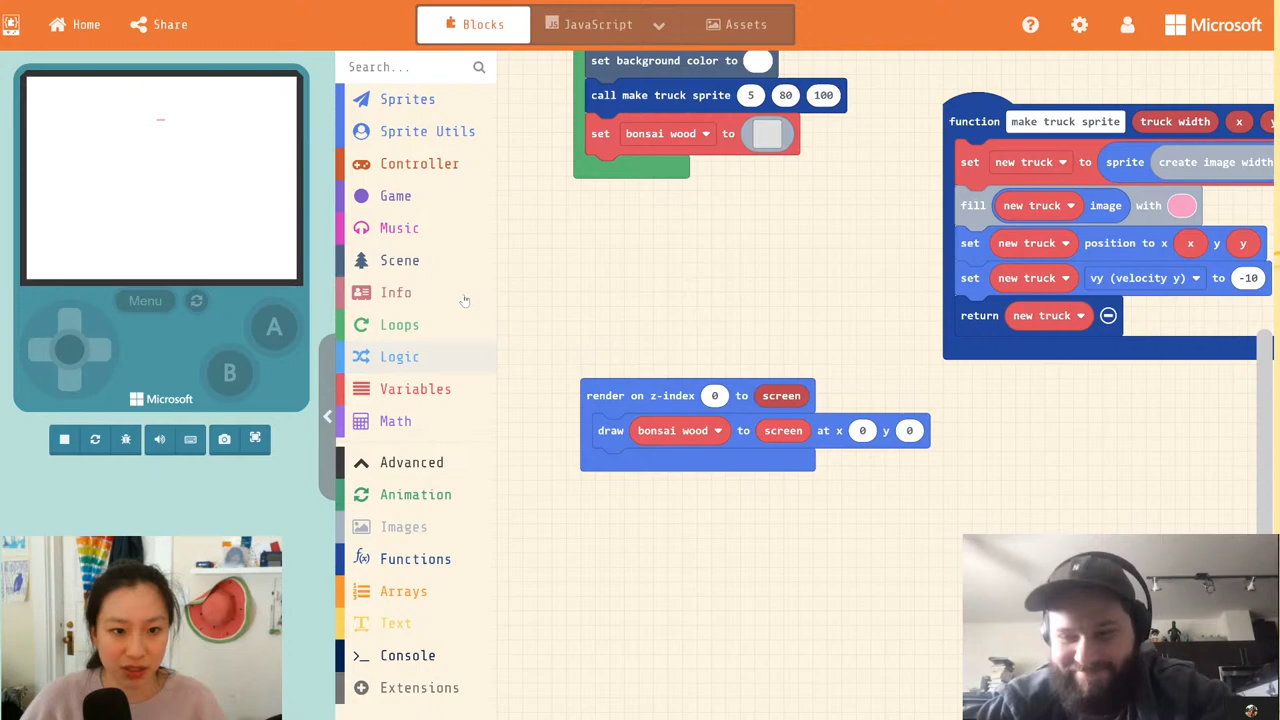 Home
Share
Blocks
JavaScript
Assets
Microsoft
Search...
Sprites
Sprite Utils
Controller
Game
Music
Scene
Info
Loops
Logic
Variables
Math
Advanced
Animation
Images
Functions
Arrays
Text
Console
Extensions
Menu
A
B
Microsoft
set background color to
call make truck sprite 5 80 100
set bonsai wood to
render on z-index 0 to screen
draw bonsai wood to screen at x 0 y 0
function make truck sprite truck width x y
set new truck to sprite create image width
fill new truck image with
set new truck position to x x y y
set new truck vy (velocity y) to -10
return new truck